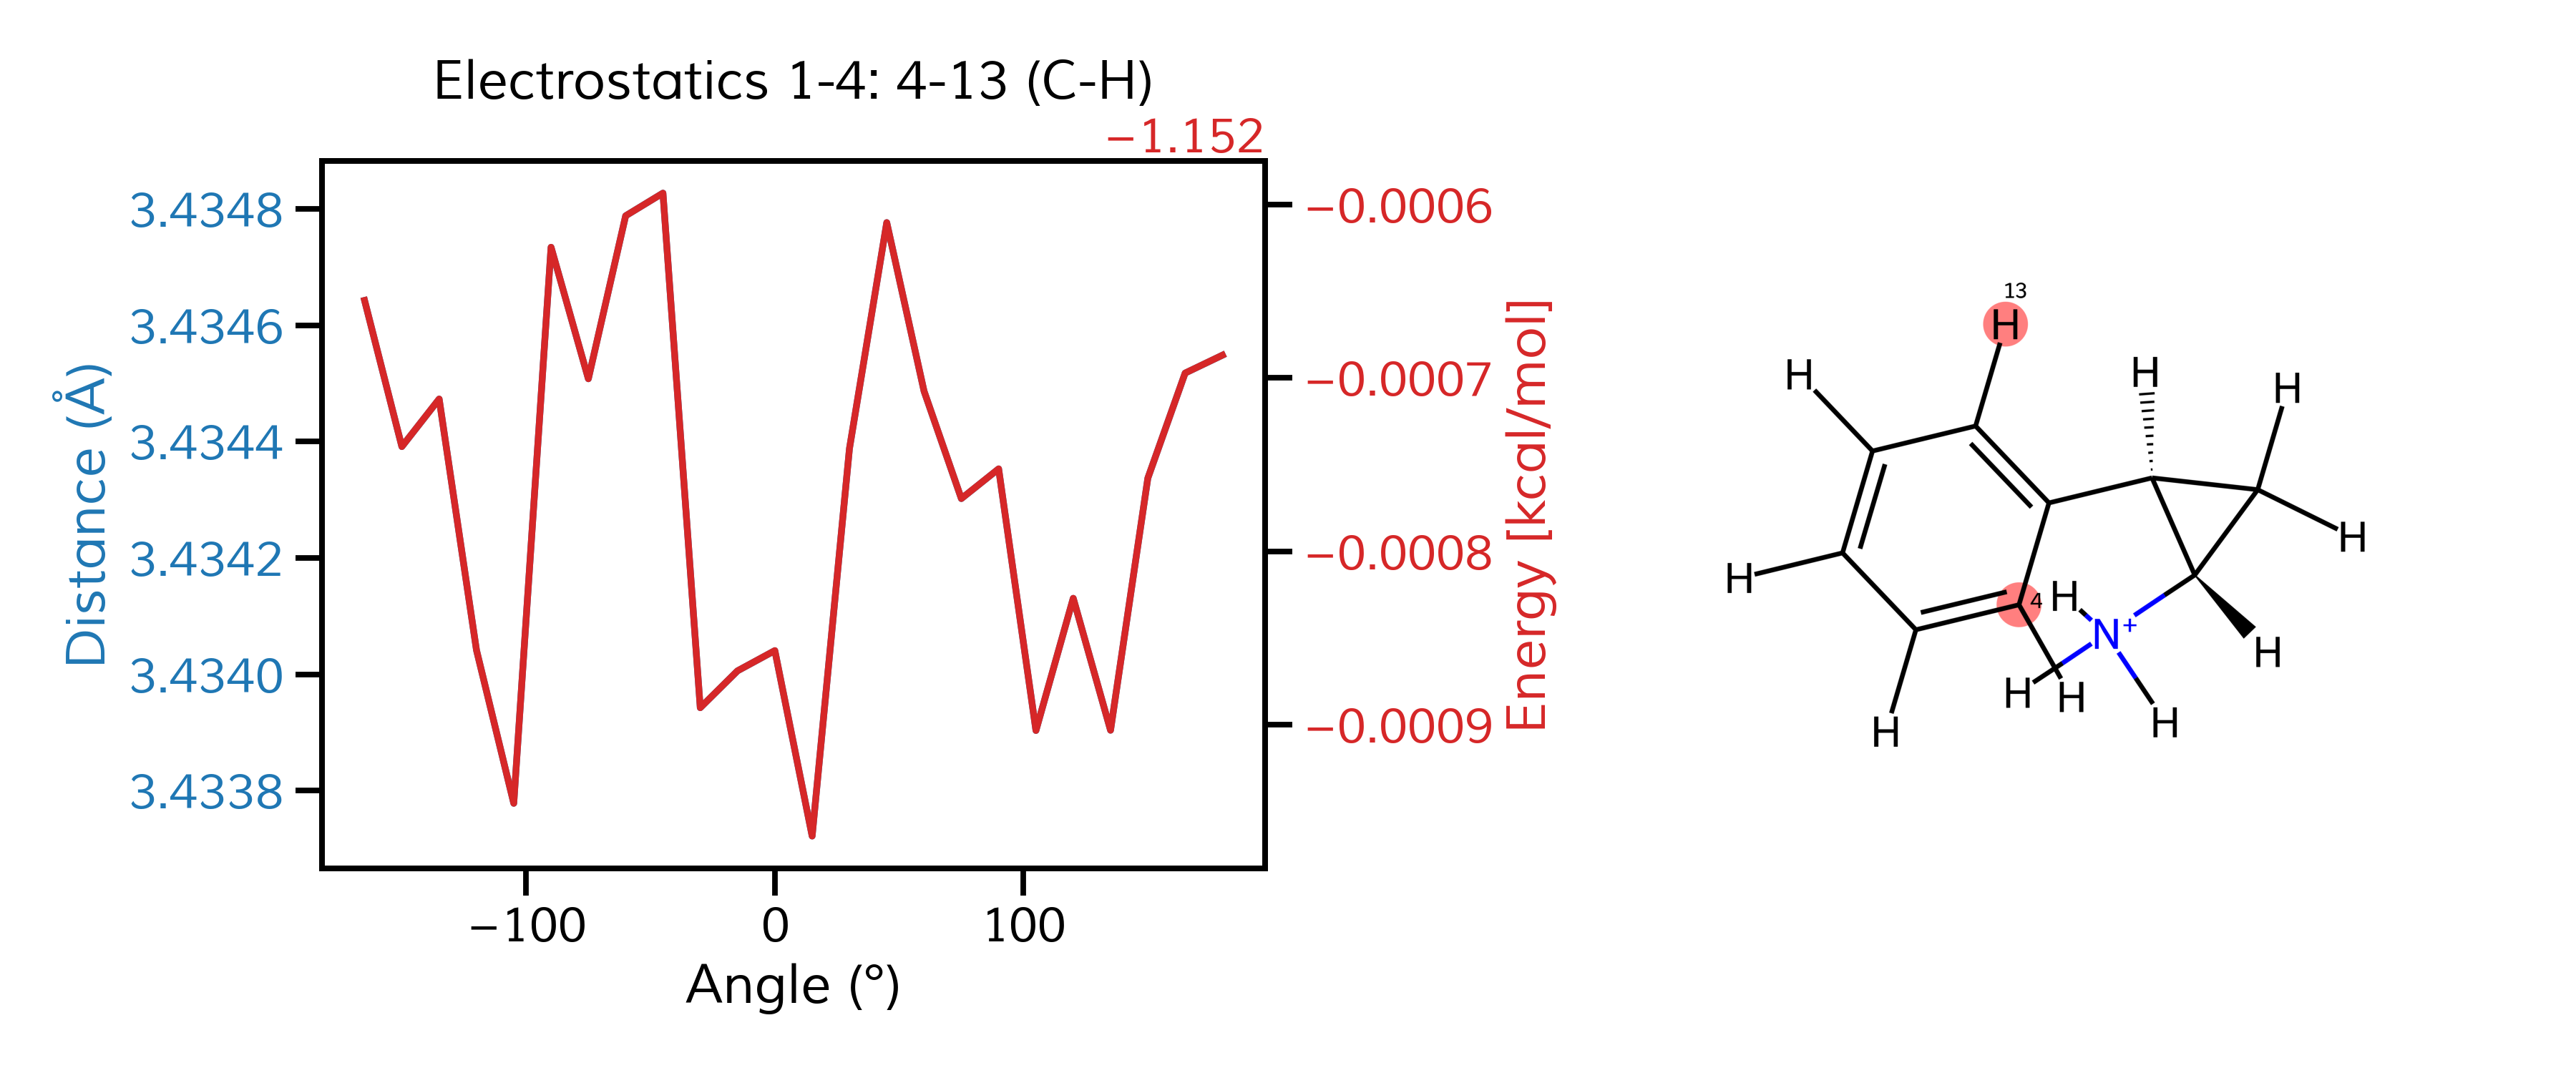 Electrostatics 1-4: 4-13 (C-H)
−1.152
3.4348
3.4346
3.4344
3.4342
3.4340
3.4338
Distance (Å)
−0.0006
−0.0007
−0.0008
−0.0009
Energy [kcal/mol]
−100 0 100
Angle (°)
13
H
H
H
H
H
H
H
4
H
N+
H
H
H
H
H